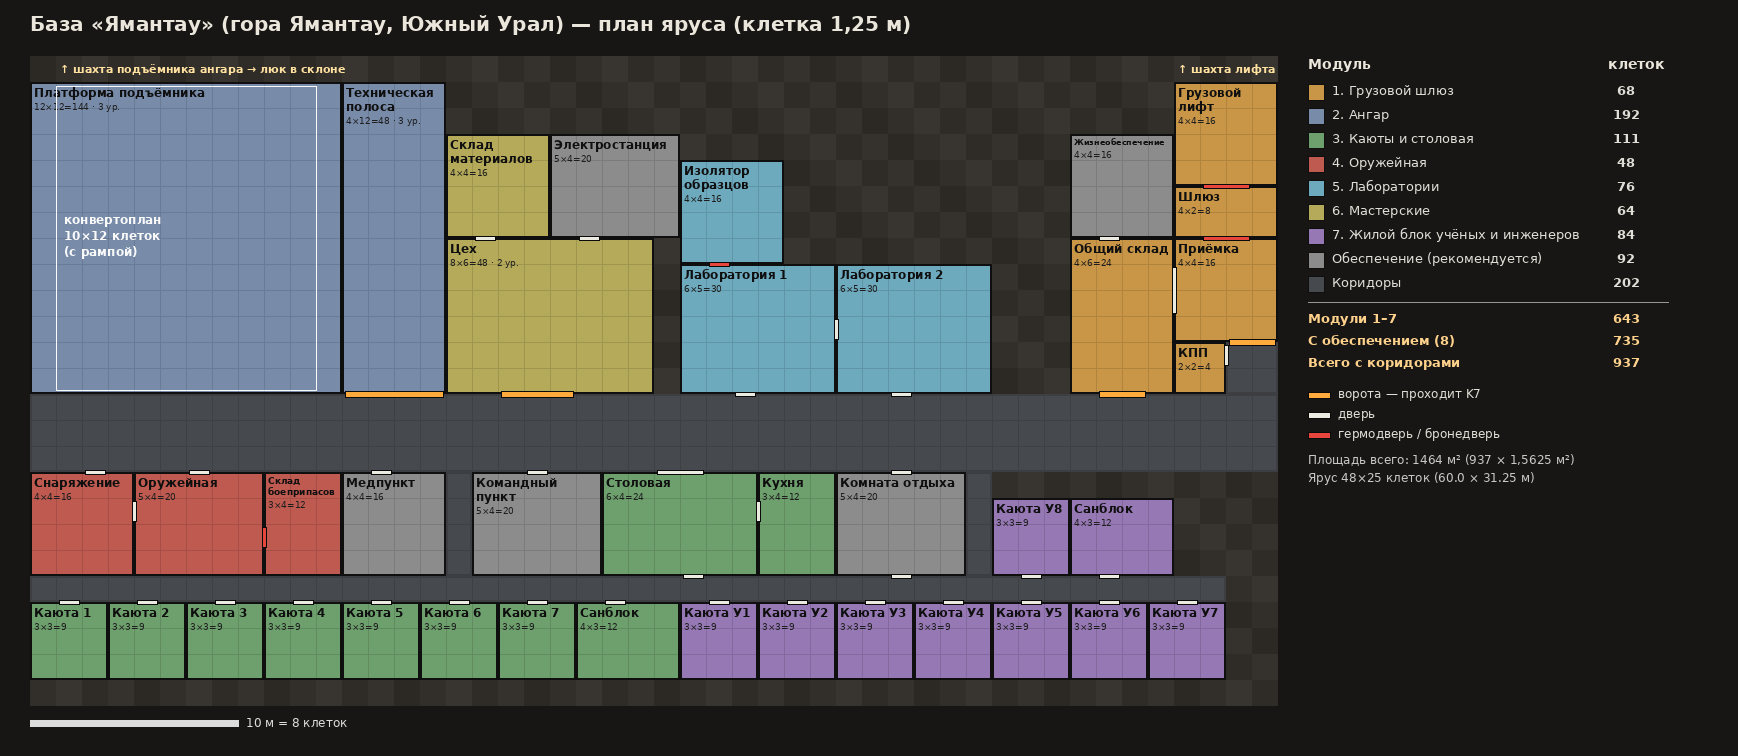 База «Ямантау» (гора Ямантау, Южный Урал) — план яруса (клетка 1,25 м)
↑ шахта подъёмника ангара → люк в склоне
↑ шахта лифта
Платформа подъёмника
12×12=144 · 3 ур.
конвертоплан
10×12 клеток
(с рампой)
Техническая
полоса
4×12=48 · 3 ур.
Склад
материалов
4×4=16
Электростанция
5×4=20
Изолятор
образцов
4×4=16
Жизнеобеспечение
4×4=16
Грузовой
лифт
4×4=16
Шлюз
4×2=8
Цех
8×6=48 · 2 ур.
Лаборатория 1
6×5=30
Лаборатория 2
6×5=30
Общий склад
4×6=24
Приёмка
4×4=16
КПП
2×2=4
Снаряжение
4×4=16
Оружейная
5×4=20
Склад
боеприпасов
3×4=12
Медпункт
4×4=16
Командный
пункт
5×4=20
Столовая
6×4=24
Кухня
3×4=12
Комната отдыха
5×4=20
Каюта У8
3×3=9
Санблок
4×3=12
Каюта 1
3×3=9
Каюта 2
3×3=9
Каюта 3
3×3=9
Каюта 4
3×3=9
Каюта 5
3×3=9
Каюта 6
3×3=9
Каюта 7
3×3=9
Санблок
4×3=12
Каюта У1
3×3=9
Каюта У2
3×3=9
Каюта У3
3×3=9
Каюта У4
3×3=9
Каюта У5
3×3=9
Каюта У6
3×3=9
Каюта У7
3×3=9
10 м = 8 клеток
Модуль клеток
1. Грузовой шлюз 68
2. Ангар 192
3. Каюты и столовая 111
4. Оружейная 48
5. Лаборатории 76
6. Мастерские 64
7. Жилой блок учёных и инженеров 84
Обеспечение (рекомендуется) 92
Коридоры 202
Модули 1–7 643
С обеспечением (8) 735
Всего с коридорами 937
ворота — проходит К7
дверь
гермодверь / бронедверь
Площадь всего: 1464 м² (937 × 1,5625 м²)
Ярус 48×25 клеток (60.0 × 31.25 м)